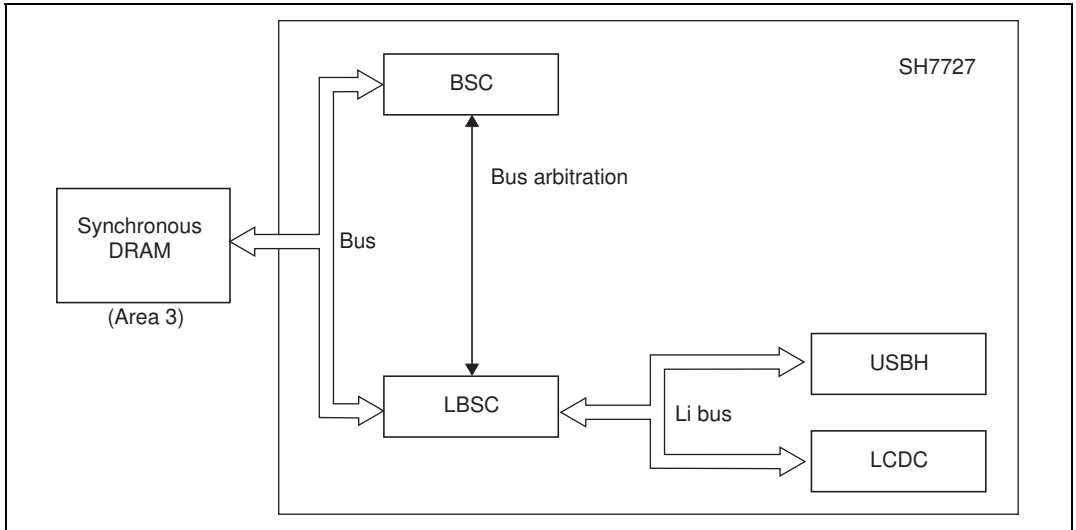 SH7727
BSC
Bus arbitration
Synchronous
DRAM
(Area 3)
Bus
LBSC
USBH
Li bus
LCDC